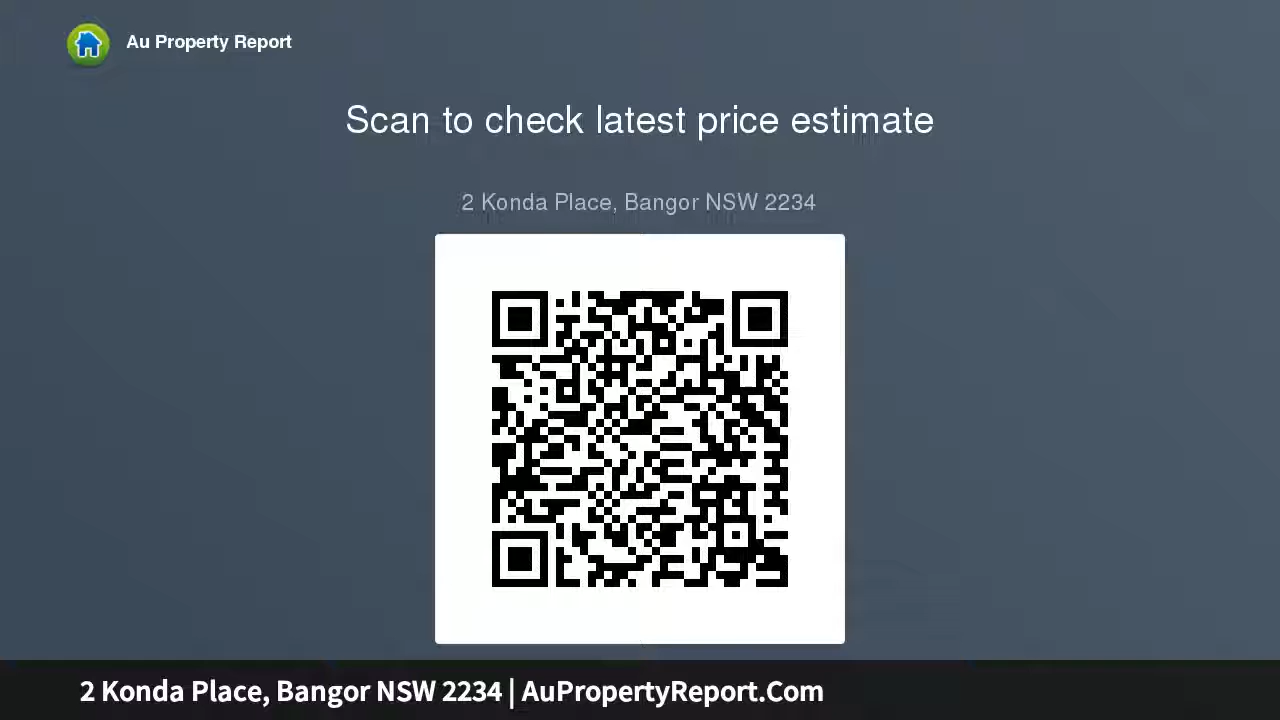 Au Property Report
Scan to check latest price estimate
2 Konda Place, Bangor NSW 2234
2 Konda Place, Bangor NSW 2234 | AuPropertyReport.Com